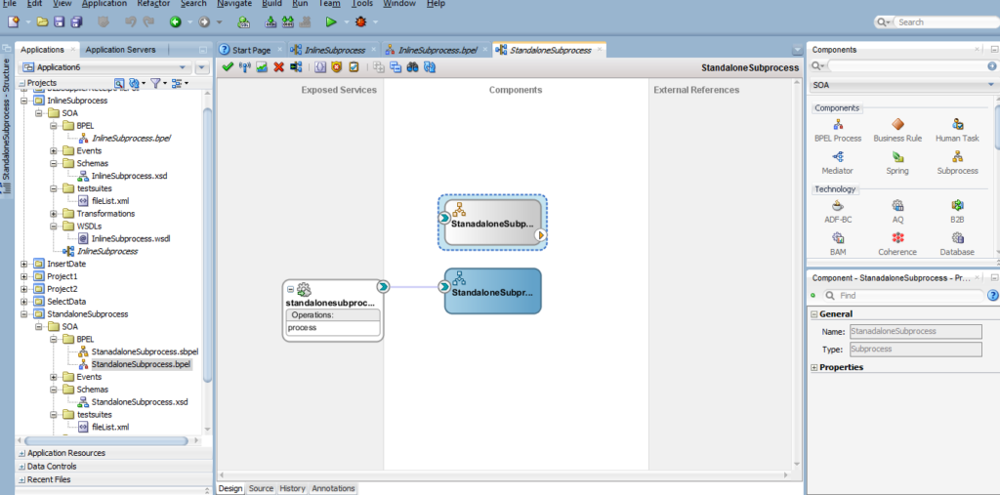 File Edit View Application Refactor Search Navigate Build Run Team Tools Window Help
Search
Applications
Application Servers
Start Page
InlineSubprocess
InlineSubprocess.bpel
StandaloneSubprocess
Components
StandaloneSubprocess - Structure
Application6
Projects
InlineSubprocess
SOA
BPEL
InlineSubprocess.bpel
Events
Schemas
InlineSubprocess.xsd
testsuites
fileList.xml
Transformations
WSDLs
InlineSubprocess.wsdl
InlineSubprocess
InsertDate
Project1
Project2
SelectData
StandaloneSubprocess
SOA
BPEL
StanadaloneSubprocess.sbpel
StandaloneSubprocess.bpel
Events
Schemas
StandaloneSubprocess.xsd
testsuites
fileList.xml
Application Resources
Data Controls
Recent Files
StandaloneSubprocess
Exposed Services
Components
External References
StanadaloneSubp...
StandaloneSubpr...
standalonesubproc...
Operations:
process
Design Source History Annotations
SOA
Components
BPEL Process
Business Rule
Human Task
Mediator
Spring
Subprocess
Technology
ADF-BC
AQ
B2B
BAM
Coherence
Database
Component - StanadaloneSubprocess - Pr...
Find
General
Name: StanadaloneSubprocess
Type: Subprocess
Properties